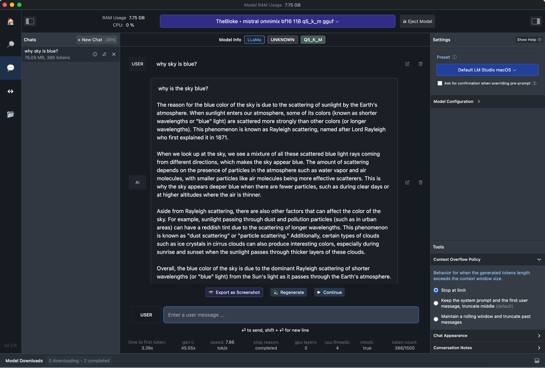 Model RAM Usage 7.75 GB
RAM Usage 7.75 GB
CPU: 0 %
TheBloke • mistral omnimix bf16 11B q5_k_m gguf
Eject Model
Chats
+ New Chat
why sky is blue?
76.09 MB, 386 tokens
Model Info
LLaMa
UNKNOWN
Q5_K_M
USER
why sky is blue?
AI
why is the sky blue?
The reason for the blue color of the sky is due to the scattering of sunlight by the Earth's
atmosphere. When sunlight enters our atmosphere, some of its colors (known as shorter
wavelengths or "blue" light) are scattered more strongly than other colors (or longer
wavelengths). This phenomenon is known as Rayleigh scattering, named after Lord Rayleigh
who first explained it in 1871.
When we look up at the sky, we see a mixture of all these scattered blue light rays coming
from different directions, which makes the sky appear blue. The amount of scattering
depends on the presence of particles in the atmosphere such as water vapor and air
molecules, with smaller particles like air molecules being more effective scatterers. This is
why the sky appears deeper blue when there are fewer particles, such as during clear days or
at higher altitudes where the air is thinner.
Aside from Rayleigh scattering, there are also other factors that can affect the color of the
sky. For example, sunlight passing through dust and pollution particles (such as in urban
areas) can have a reddish tint due to the scattering of longer wavelengths. This phenomenon
is known as "dust scattering" or "particle scattering." Additionally, certain types of clouds
such as ice crystals in cirrus clouds can also produce interesting colors, especially during
sunrise and sunset when the sunlight passes through thicker layers of these clouds.
Overall, the blue color of the sky is due to the dominant Rayleigh scattering of shorter
wavelengths (or "blue" light) from the Sun's light as it passes through the Earth's atmosphere.
Export as Screenshot
Regenerate
Continue
USER
Enter a user message ...
to send, shift + for new line
time to first token:
3.39s
gen t:
45.55s
speed: 7.86
tok/s
stop reason
completed
gpu layers:
0
cpu threads:
4
mlock:
true
token count:
386/1500
Settings
Show Help
Preset
Default LM Studio macOS
Ask for confirmation when overriding pre-prompt
Model Configuration
Tools
Context Overflow Policy
Behavior for when the generated tokens length
exceeds the context window size.
Stop at limit
Keep the system prompt and the first user
message, truncate middle (default)
Maintain a rolling window and truncate past
messages
Chat Appearance
Conversation Notes
Model Downloads
0 downloading • 2 completed